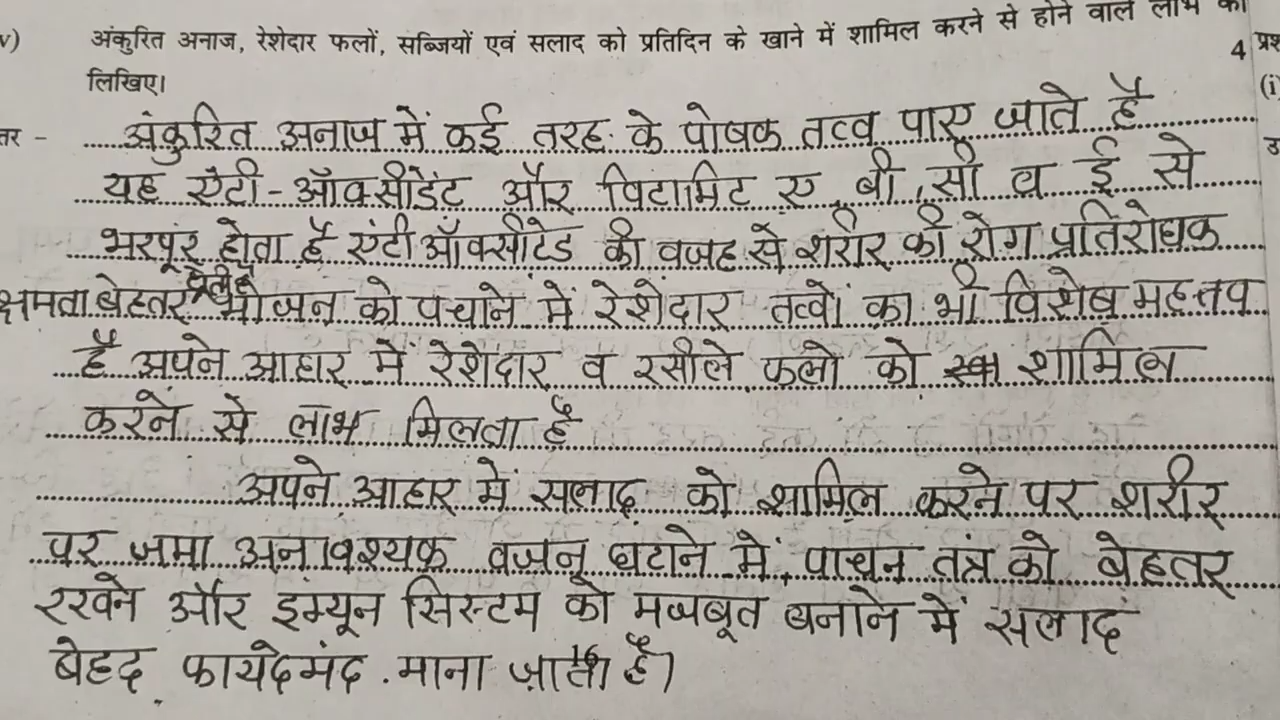 v) अंकुरित अनाज, रेशेदार फलों, सब्जियों एवं सलाद को प्रतिदिन के खाने में शामिल करने से होने वाले लाभ को
लिखिए। 4 प्रश
(i
तर - अंकुरित अनाज में कई तरह के पोषक तत्व पाए जाते है
उ
यह एंटी-ऑक्सीडेंट और विटामिट ए, बी, सी व ई से
भरपूर होता है एंटी ऑक्सीटेड की वजह से शरीर की रोग प्रतिरोधक
क्षमता बेहतर होती है भोजन को पचाने में रेशेदार तत्वों का भी विशेष महत्तव
है अपने आहार में रेशेदार व रसीले फलो को शामिल
करने से लाभ मिलता है
अपने आहार में सलाद को शामिल करने पर शरीर
पर जमा अनावश्यक वजन घटाने में, पाचन तंत्र को बेहतर
रखने और इम्यून सिस्टम को मजबूत बनाने में सलाद
बेहद फायदेमंद माना जाता है।